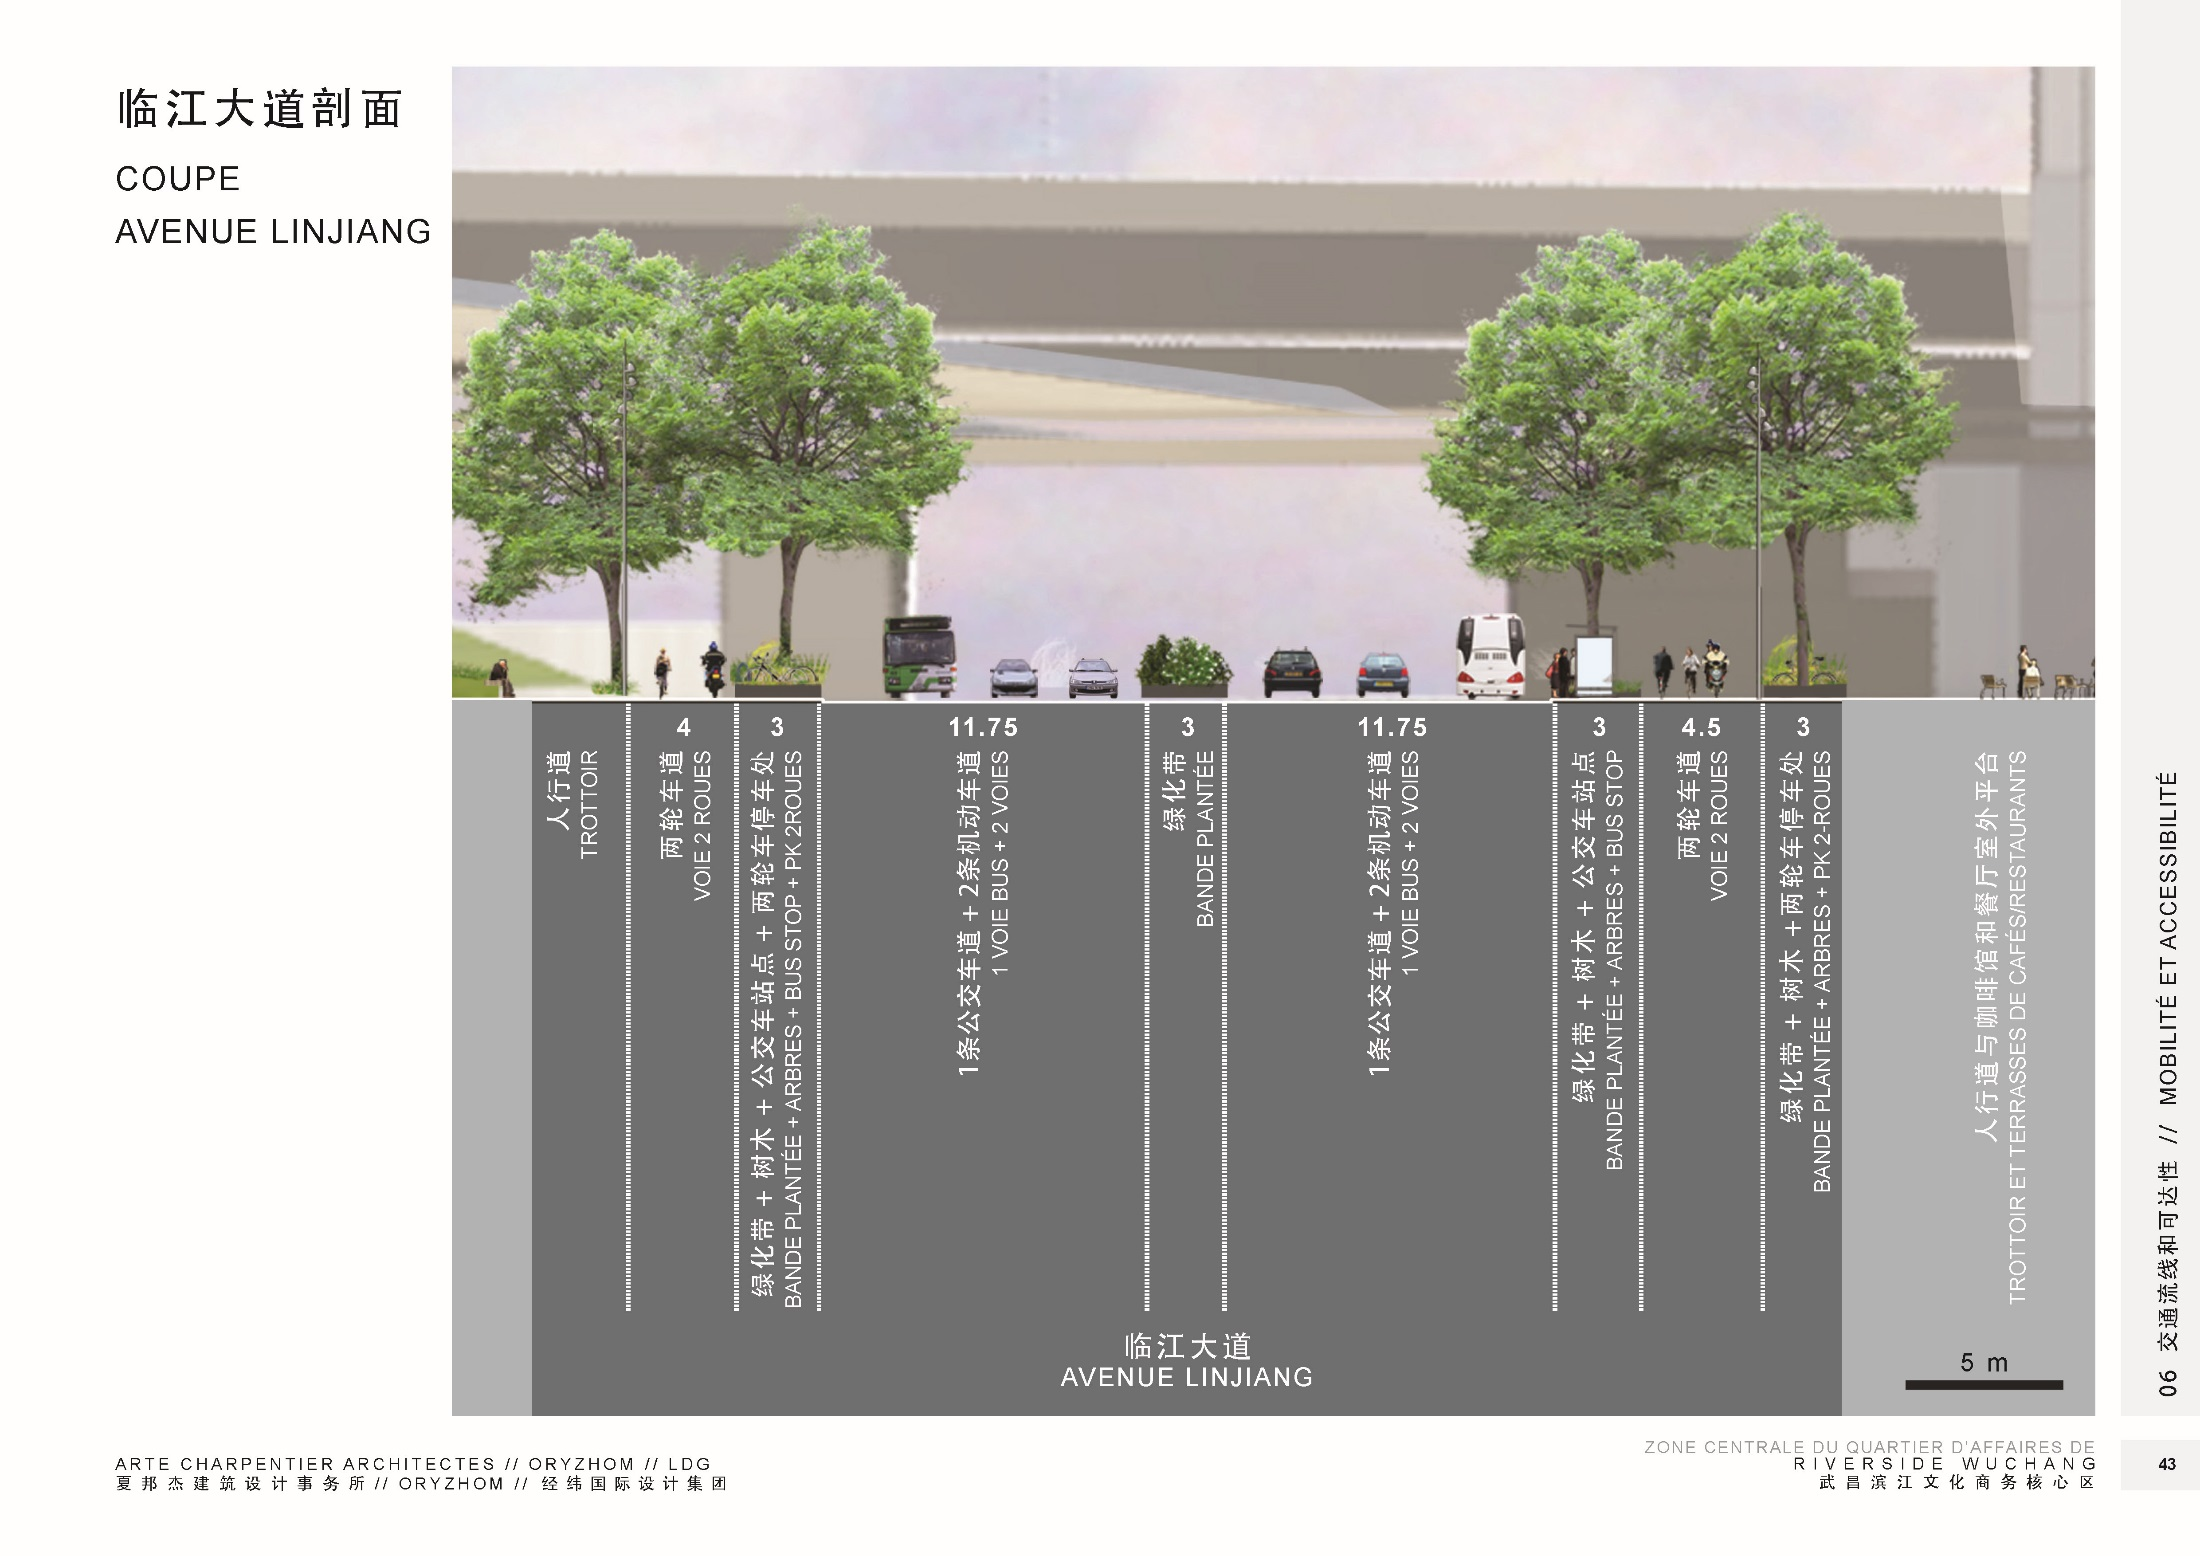 临江大道剖面
COUPE
AVENUE LINJIANG
人行道
TROTTOIR
4
两轮车道
VOIE 2 ROUES
3
绿化带 + 树木 + 公交车站点 + 两轮车停车处
BANDE PLANTÉE + ARBRES + BUS STOP + PK 2ROUES
11.75
1条公交车道 + 2条机动车道
1 VOIE BUS + 2 VOIES
3
绿化带
BANDE PLANTÉE
11.75
1条公交车道 + 2条机动车道
1 VOIE BUS + 2 VOIES
3
绿化带 + 树木 + 公交车站点
BANDE PLANTÉE + ARBRES + BUS STOP
4.5
两轮车道
VOIE 2 ROUES
3
绿化带 + 树木 +两轮车停车处
BANDE PLANTÉE + ARBRES + PK 2-ROUES
人行道与咖啡馆和餐厅室外平台
TROTTOIR ET TERRASSES DE CAFÉS/RESTAURANTS
临江大道
AVENUE LINJIANG
5 m
06 交通流线和可达性 // MOBILITÉ ET ACCESSIBILITÉ
ARTE CHARPENTIER ARCHITECTES // ORYZHOM // LDG
夏邦杰建筑设计事务所 // ORYZHOM // 经纬国际设计集团
ZONE CENTRALE DU QUARTIER D'AFFAIRES DE
RIVERSIDE WUCHANG
武昌滨江文化商务核心区
43